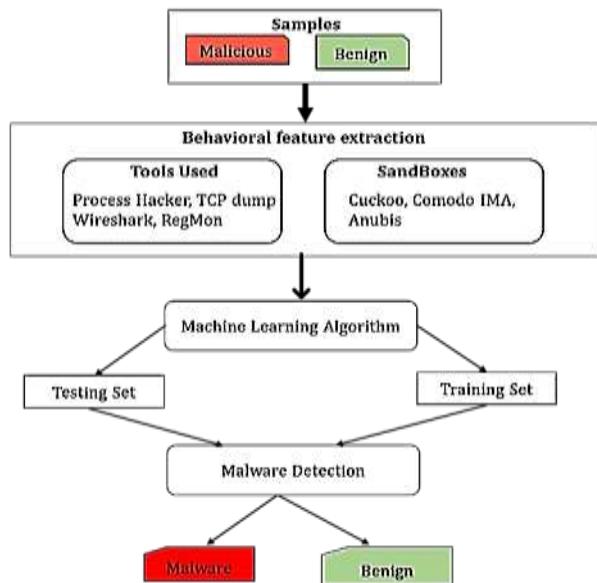 Samples
Malicious
Benign
Behavioral feature extraction
Tools Used
Process Hacker, TCP dump
Wireshark, RegMon
SandBoxes
Cuckoo, Comodo IMA,
Anubis
Machine Learning Algorithm
Testing Set
Training Set
Malware Detection
Malware
Benign